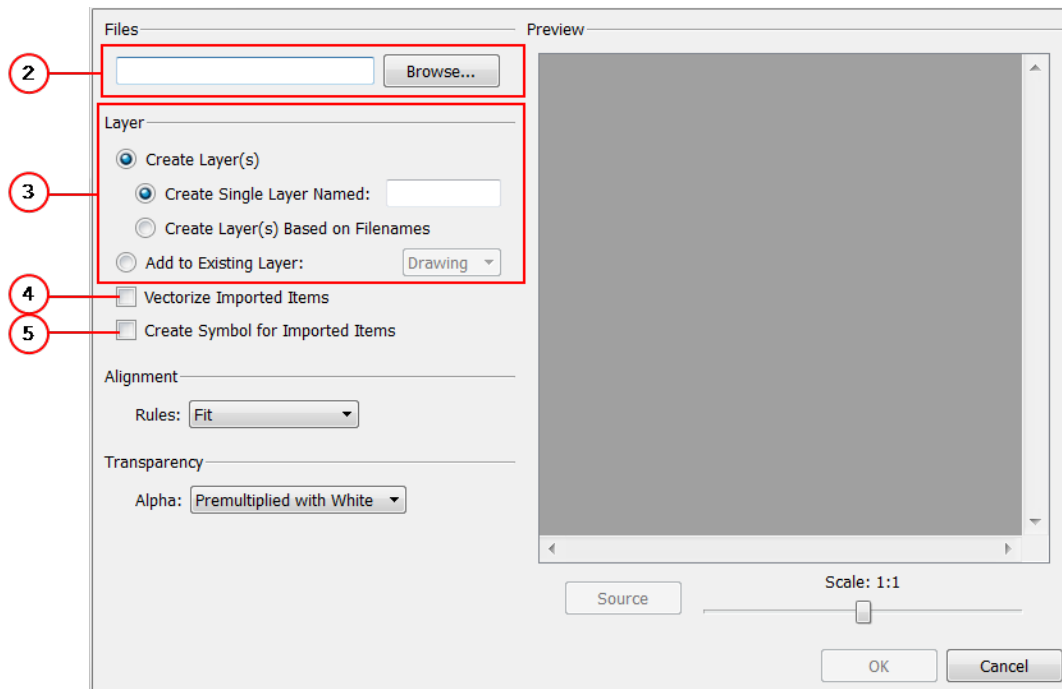 Files
Preview
2
Browse...
Layer
Create Layer(s)
3
Create Single Layer Named:
Create Layer(s) Based on Filenames
Add to Existing Layer:
Drawing
4
Vectorize Imported Items
5
Create Symbol for Imported Items
Alignment
Rules:
Fit
Transparency
Alpha:
Premultiplied with White
Source
Scale: 1:1
OK
Cancel